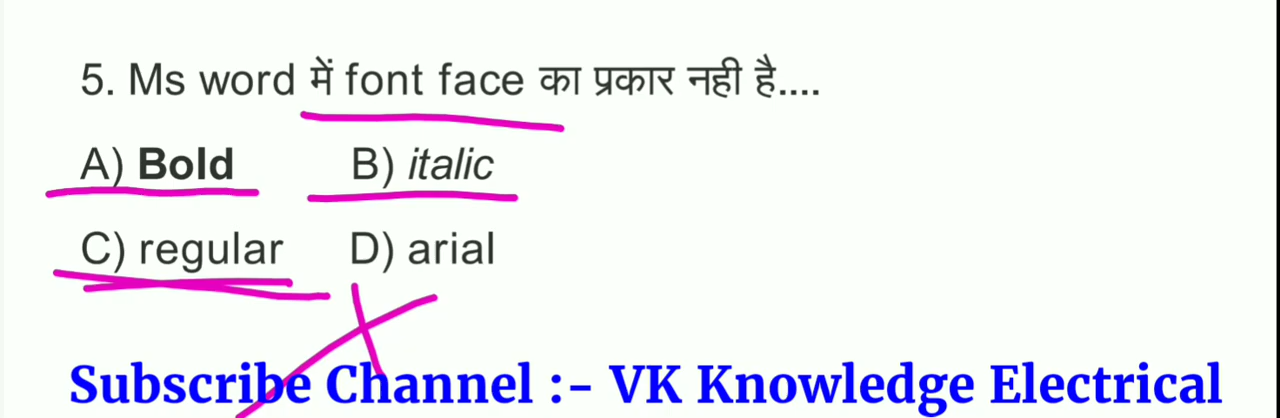 5. Ms word में font face का प्रकार नही है....
A) Bold B) italic
C) regular D) arial
Subscribe Channel :- VK Knowledge Electrical